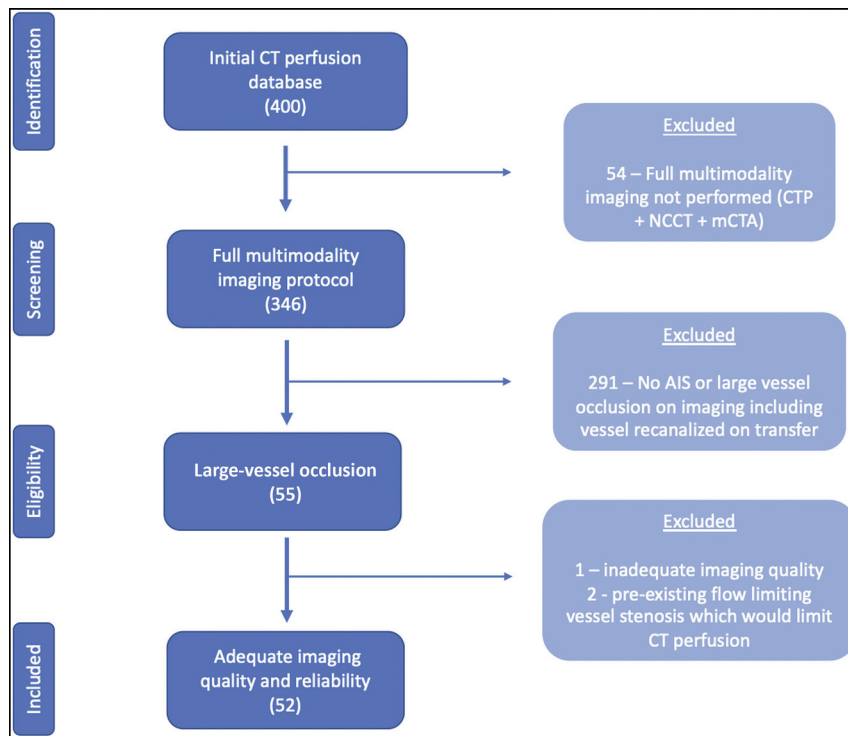 Identification
Initial CT perfusion
database
(400)
Excluded
54 – Full multimodality
imaging not performed (CTP
+ NCCT + mCTA)
Screening
Full multimodality
imaging protocol
(346)
Excluded
291 – No AIS or large vessel
occlusion on imaging including
vessel recanalized on transfer
Eligibility
Large-vessel occlusion
(55)
Excluded
1 – inadequate imaging quality
2 - pre-existing flow limiting
vessel stenosis which would limit
CT perfusion
Included
Adequate imaging
quality and reliability
(52)